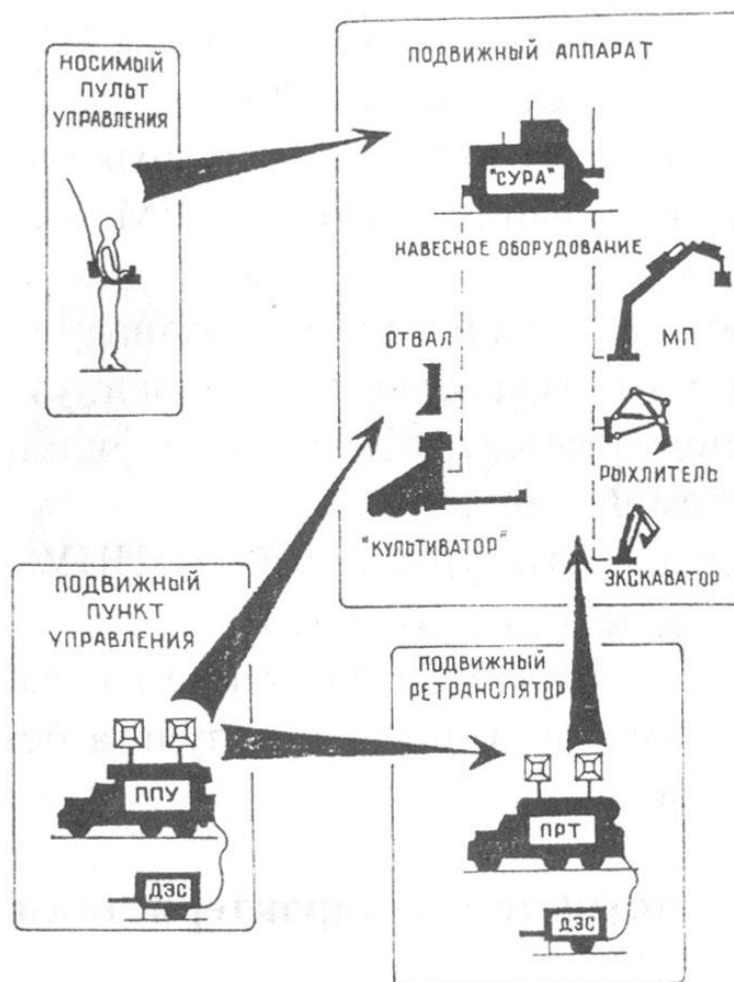 НОСИМЫЙ
ПУЛЬТ
УПРАВЛЕНИЯ
ПОДВИЖНЫЙ АППАРАТ
"СУРА"
НАВЕСНОЕ ОБОРУДОВАНИЕ
ОТВАЛ
МП
РЫХЛИТЕЛЬ
"КУЛЬТИВАТОР"
ЭКСКАВАТОР
ПОДВИЖНЫЙ
ПУНКТ
УПРАВЛЕНИЯ
ППУ
ДЭС
ПОДВИЖНЫЙ
РЕТРАНСЛЯТОР
ПРТ
ДЭС